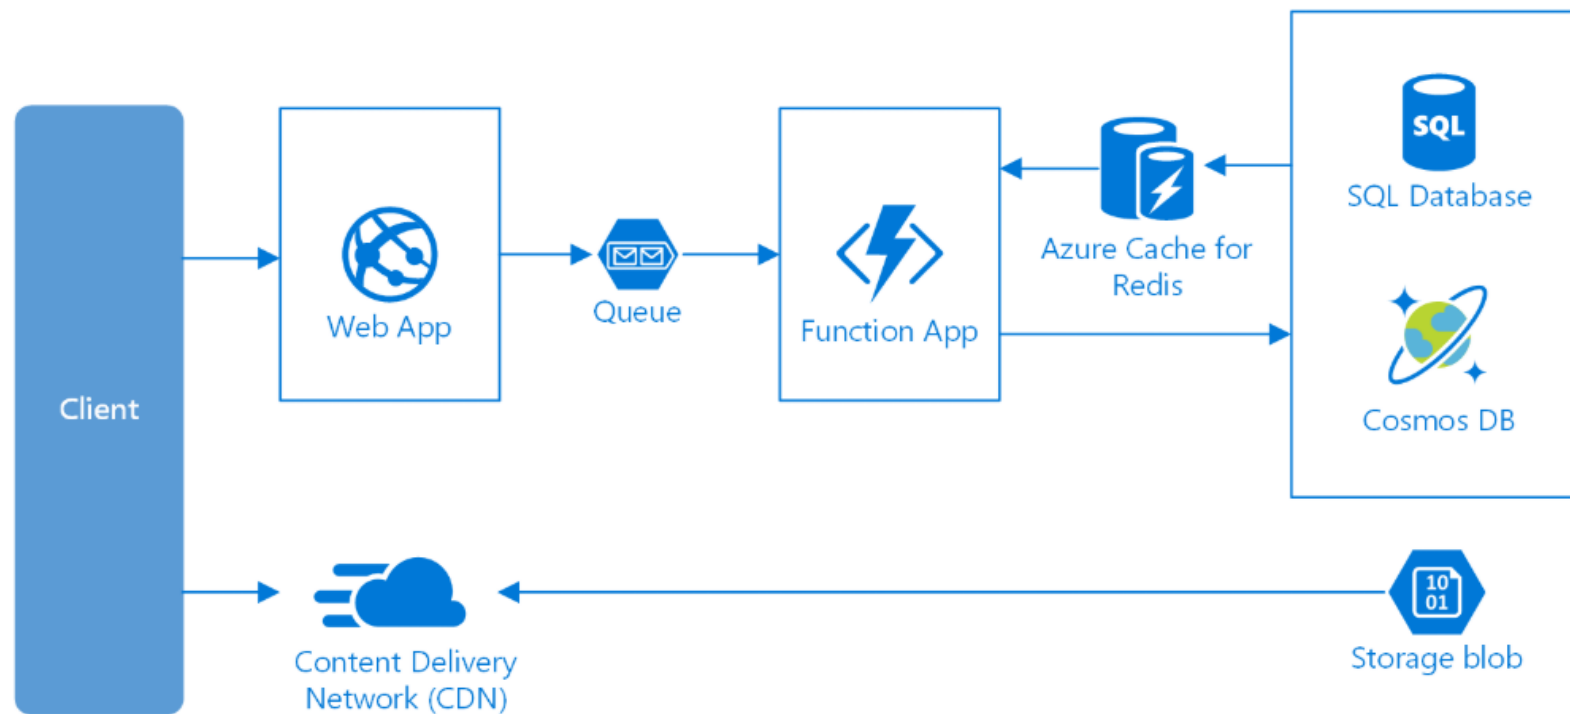 SQL
SQL Database
Azure Cache for
Redis
Web App
Queue
Function App
Client
Cosmos DB
10
01
Content Delivery
Network (CDN)
Storage blob